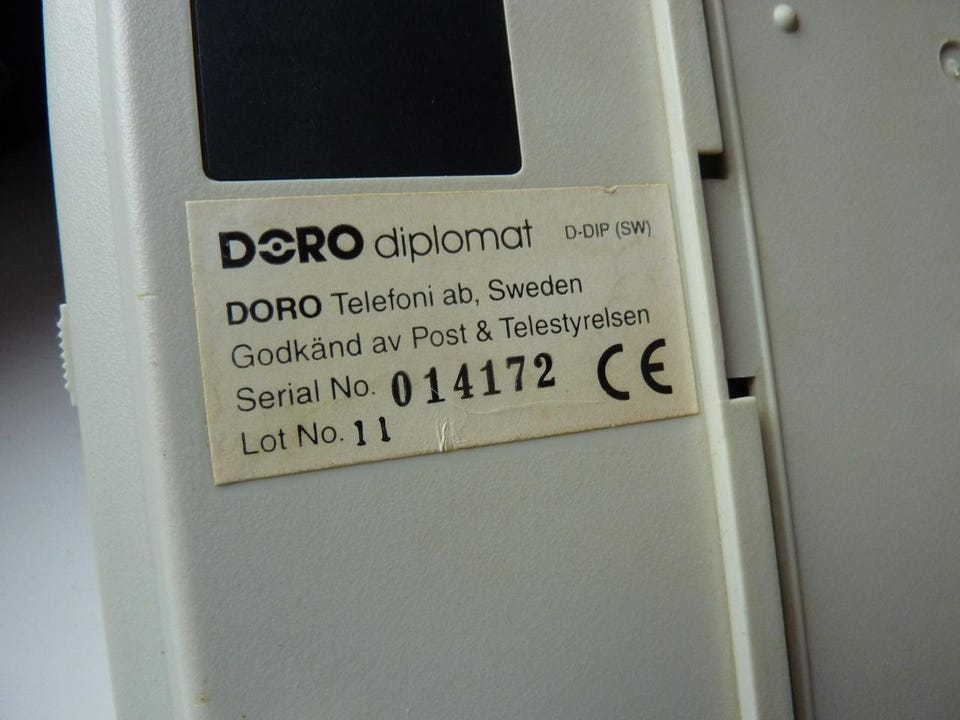 DORO diplomat D-DIP (SW)
DORO Telefoni ab, Sweden
Godkänd av Post & Telestyrelsen
Serial No. 014172 CE
Lot No. 11